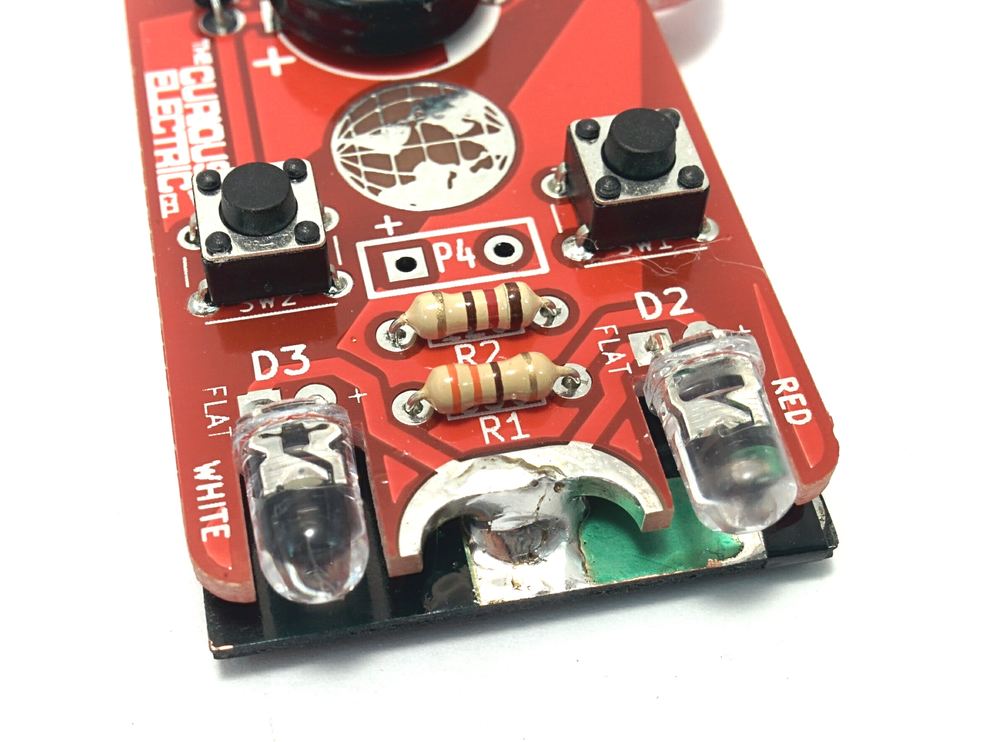 +
THE
CURIOUS
ELECTRIC
CO
+
P4
SW1
SW2
D2
R2
FLAT
+
D3
RED
FLAT
+
R1
WHITE